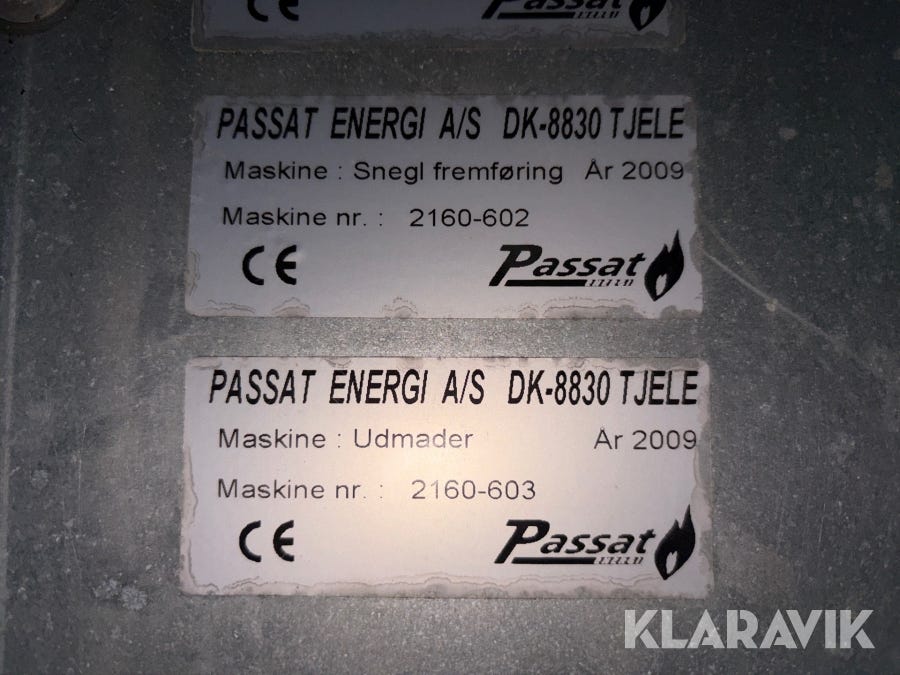 Passat
PASSAT ENERGI A/S DK-8830 TJELE
Maskine : Snegl fremføring År 2009
Maskine nr. : 2160-602
CE Passat
PASSAT ENERGI A/S DK-8830 TJELE
Maskine : Udmader År 2009
Maskine nr. : 2160-603
CE Passat
KLARAVIK